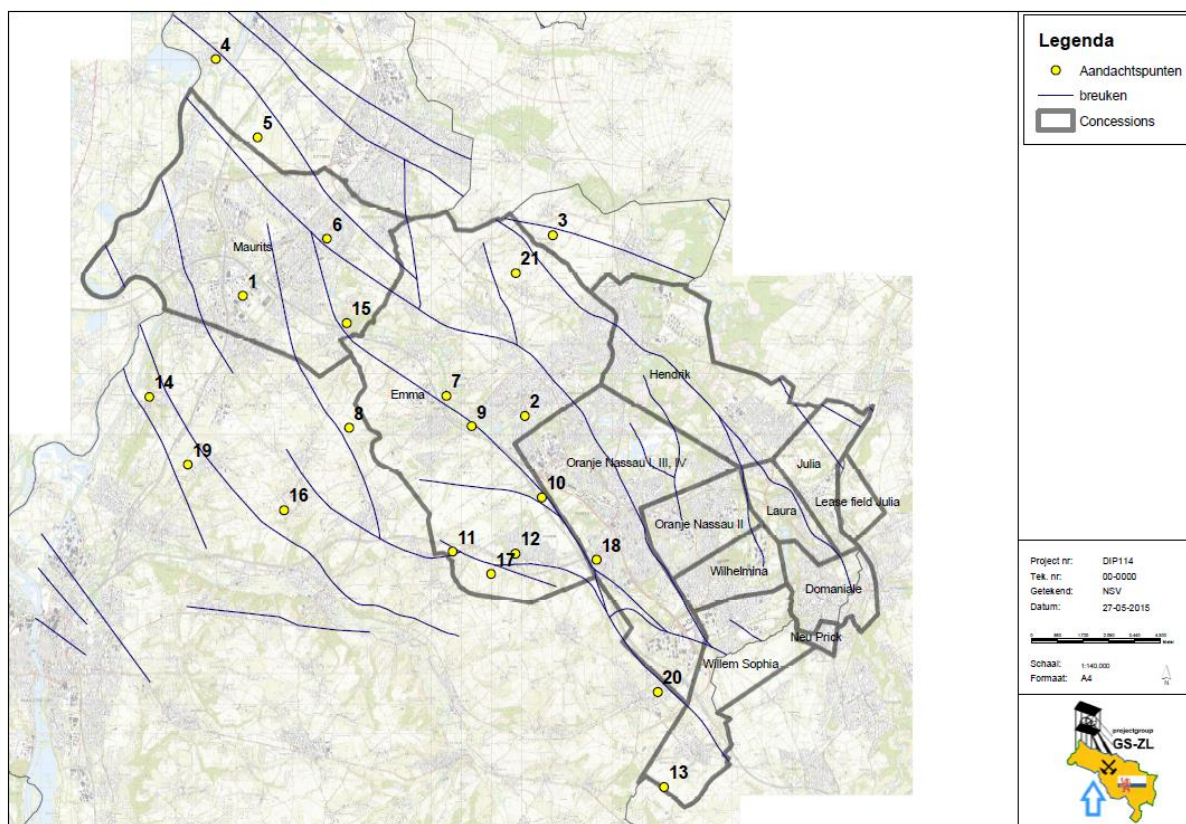 4
5
3
6
21
Maurits
1
15
Hendrik
14
Emma
7
2
8
9
Julia
19
Oranje Nassau I, III, IV
10
Lease field Julia
16
Laura
Oranje Nassau II
11
12
18
17
Wilhelmina
Domaniale
Neu Prick
Willem Sophia
20
13
Legenda
Aandachtspunten
breuken
Concessions
Project nr: DIP114
Tek. nr: 00-0000
Getekend: NSV
Datum: 27-05-2015
Schaal: 1:140.000
Formaat: A4
N
projectgroup
GS-ZL